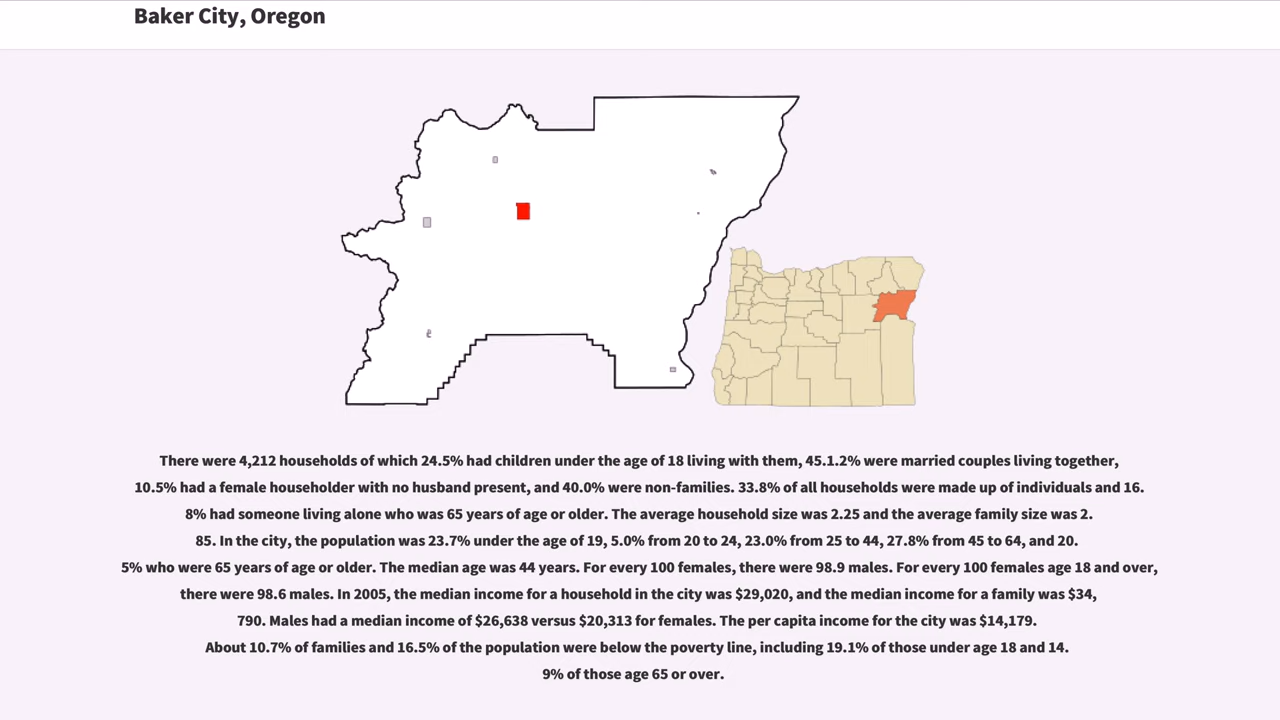 Baker City, Oregon
There were 4,212 households of which 24.5% had children under the age of 18 living with them, 45.1.2% were married couples living together,
10.5% had a female householder with no husband present, and 40.0% were non-families. 33.8% of all households were made up of individuals and 16.
8% had someone living alone who was 65 years of age or older. The average household size was 2.25 and the average family size was 2.
85. In the city, the population was 23.7% under the age of 19, 5.0% from 20 to 24, 23.0% from 25 to 44, 27.8% from 45 to 64, and 20.
5% who were 65 years of age or older. The median age was 44 years. For every 100 females, there were 98.9 males. For every 100 females age 18 and over,
there were 98.6 males. In 2005, the median income for a household in the city was $29,020, and the median income for a family was $34,
790. Males had a median income of $26,638 versus $20,313 for females. The per capita income for the city was $14,179.
About 10.7% of families and 16.5% of the population were below the poverty line, including 19.1% of those under age 18 and 14.
9% of those age 65 or over.